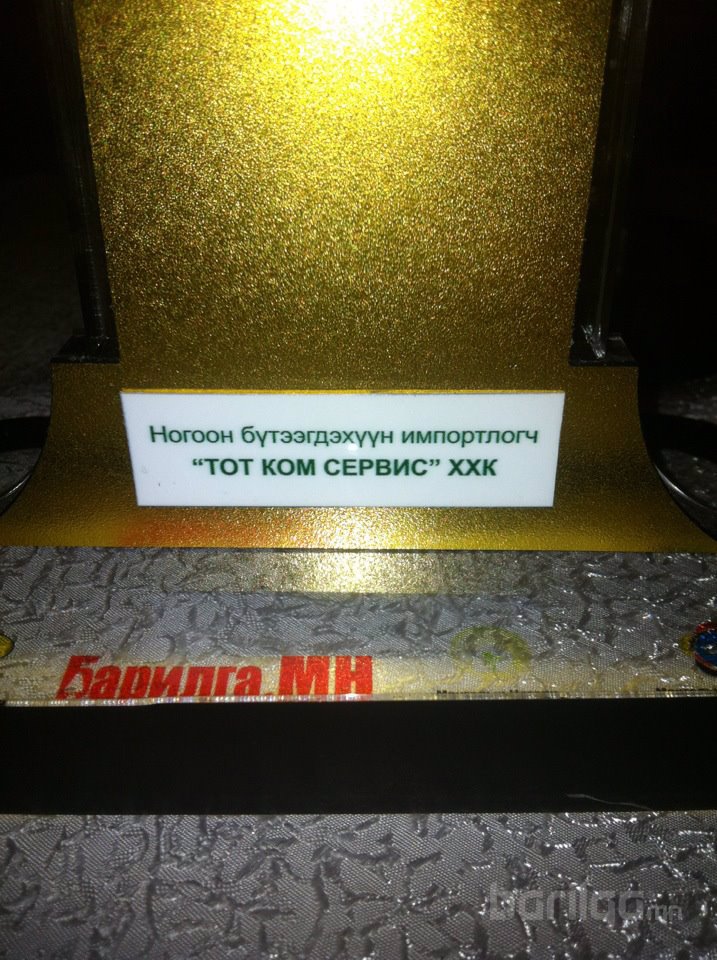 Ногоон бүтээгдэхүүн импортлогч
“ТОТ КОМ СЕРВИС” ХХК
Барилга.МН
barilga.mn